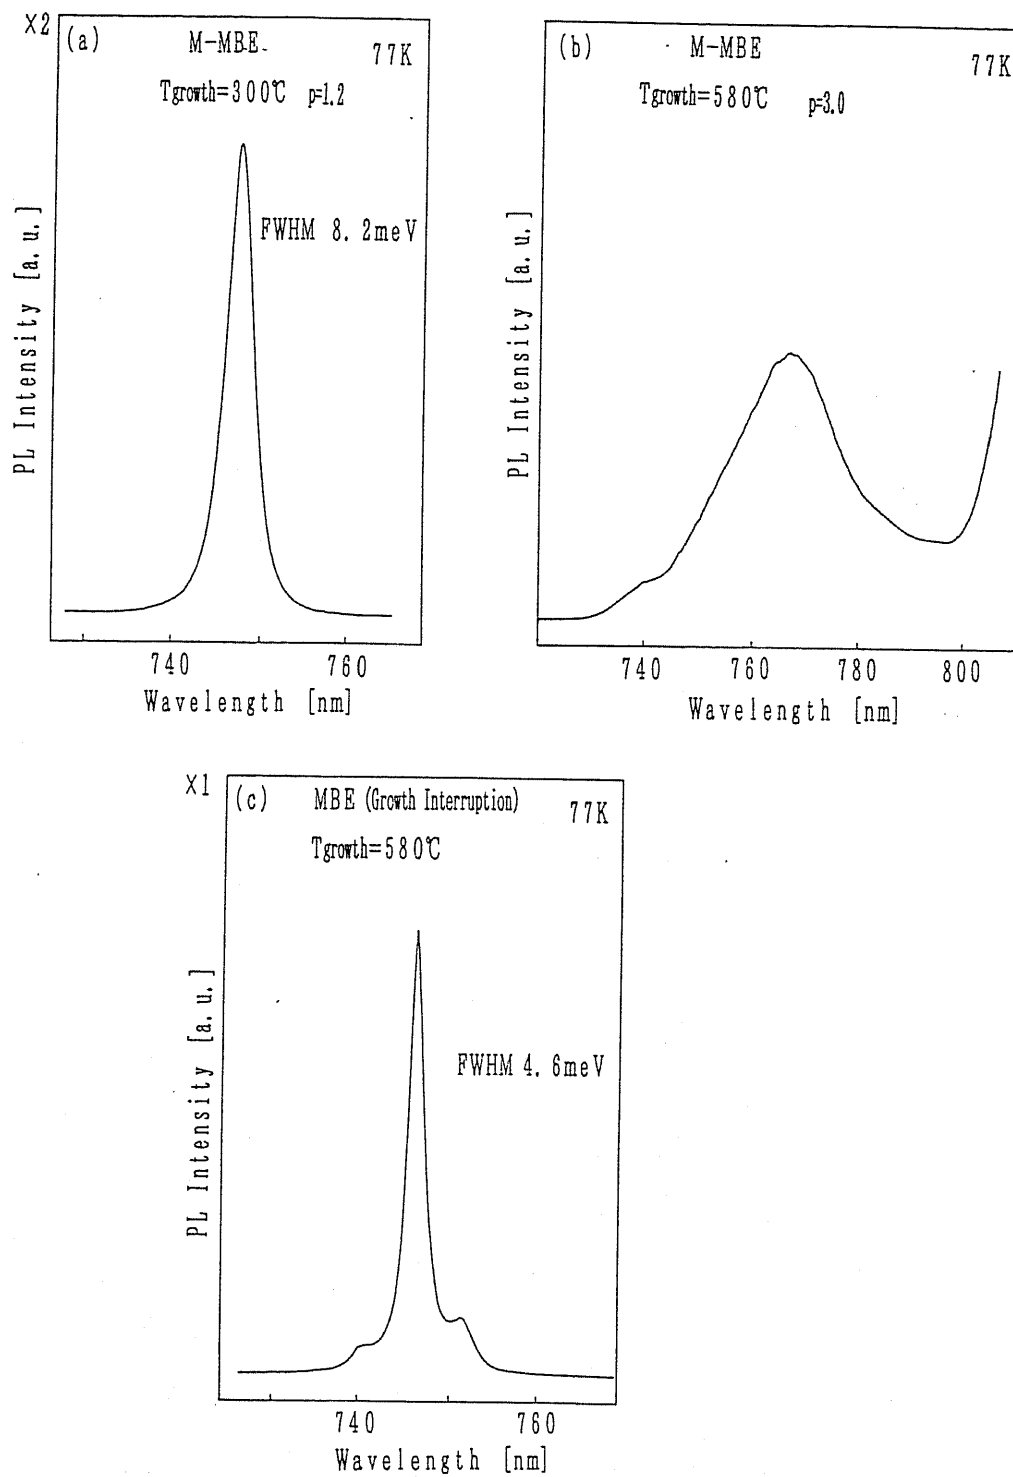 X2
(a) M-MBE 77K
Tgrowth=300℃ p=1.2
FWHM 8.2meV
PL Intensity [a.u.]
740 760
Wavelength [nm]
(b) M-MBE 77K
Tgrowth=580℃ p=3.0
PL Intensity [a.u.]
740 760 780 800
Wavelength [nm]
X1
(c) MBE (Growth Interruption) 77K
Tgrowth=580℃
FWHM 4.6meV
PL Intensity [a.u.]
740 760
Wavelength [nm]